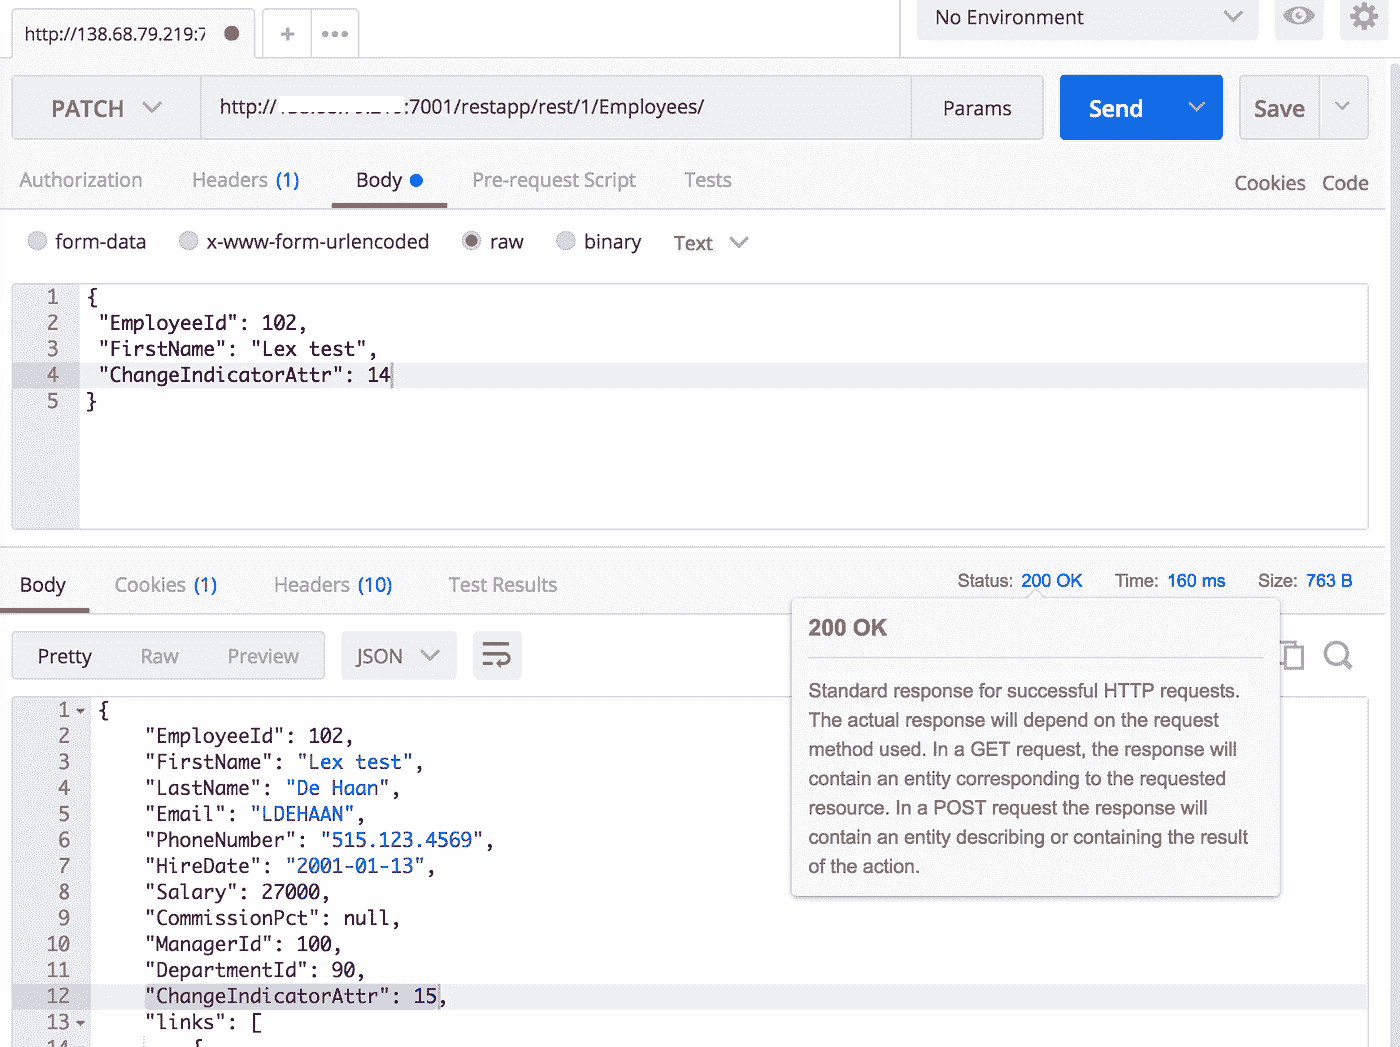 http://138.68.79.219:7
No Environment
PATCH
http:// :7001/restapp/rest/1/Employees/
Params
Send
Save
Authorization
Headers (1)
Body
Pre-request Script
Tests
Cookies
Code
form-data
x-www-form-urlencoded
raw
binary
Text
1 {
2 "EmployeeId": 102,
3 "FirstName": "Lex test",
4 "ChangeIndicatorAttr": 14
5 }
Body
Cookies (1)
Headers (10)
Test Results
Status: 200 OK
Time: 160 ms
Size: 763 B
200 OK
Standard response for successful HTTP requests.
The actual response will depend on the request
method used. In a GET request, the response will
contain an entity corresponding to the requested
resource. In a POST request the response will
contain an entity describing or containing the result
of the action.
Pretty
Raw
Preview
JSON
1 {
2 "EmployeeId": 102,
3 "FirstName": "Lex test",
4 "LastName": "De Haan",
5 "Email": "LDEHAAN",
6 "PhoneNumber": "515.123.4569",
7 "HireDate": "2001-01-13",
8 "Salary": 27000,
9 "CommissionPct": null,
10 "ManagerId": 100,
11 "DepartmentId": 90,
12 "ChangeIndicatorAttr": 15,
13 "links": [
14 {